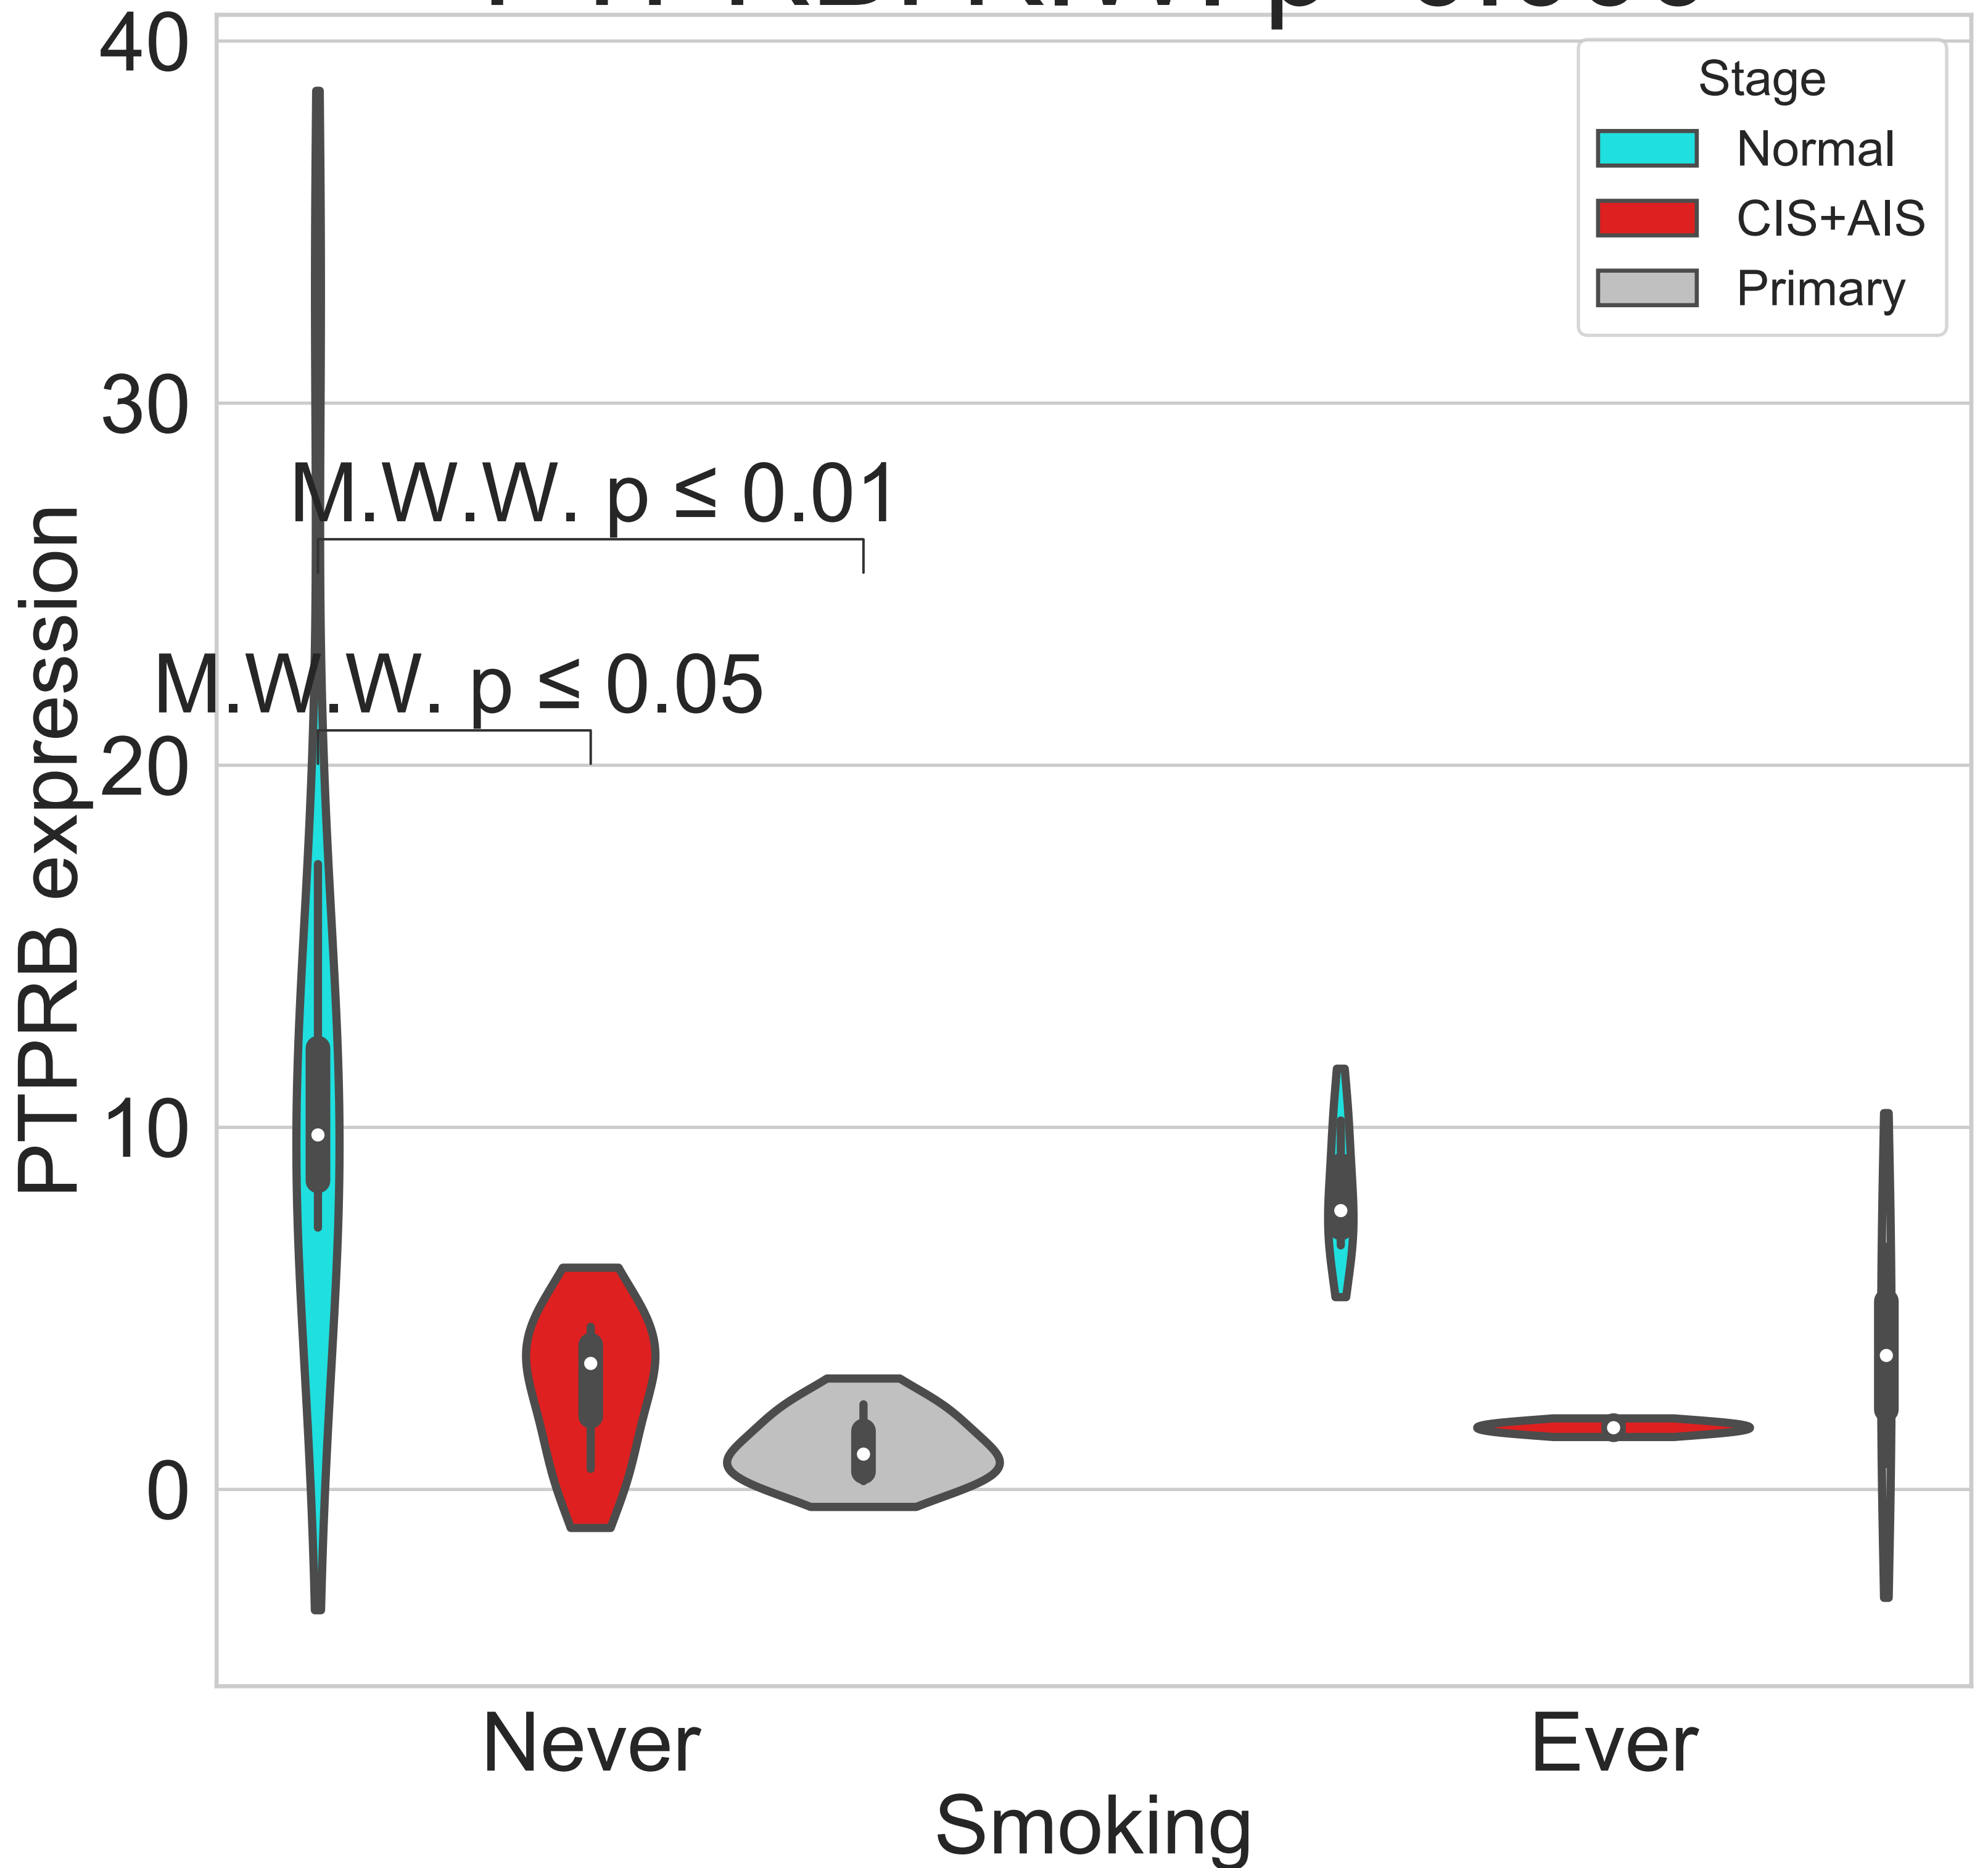 40
Stage
Normal
CIS+AIS
Primary
30
M.W.W. p ≤ 0.01
M.W.W. p ≤ 0.05
20
PTPRB expression
10
0
Never
Ever
Smoking